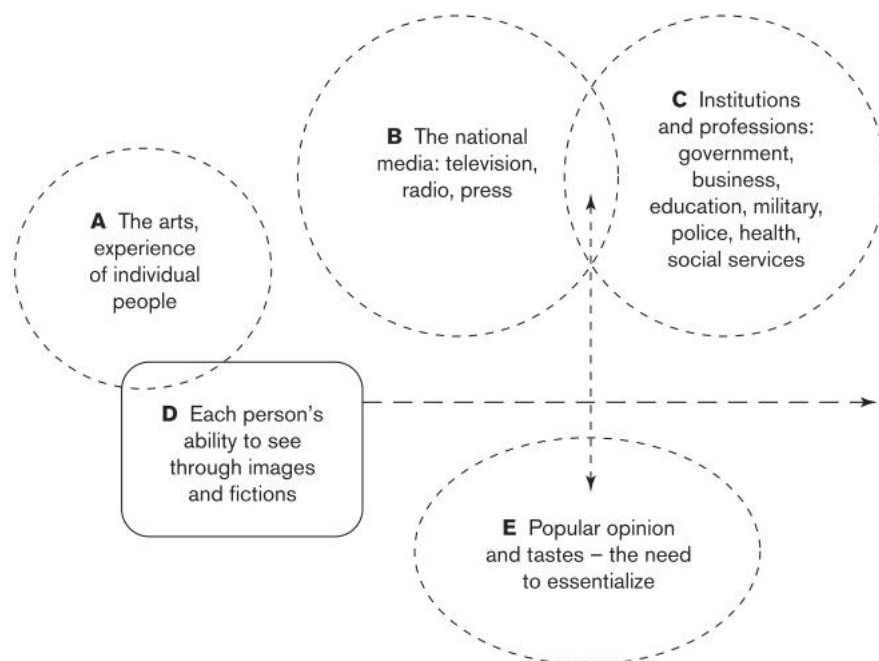 A The arts,
experience
of individual
people
B The national
media: television,
radio, press
C Institutions
and professions:
government,
business,
education, military,
police, health,
social services
D Each person's
ability to see
through images
and fictions
E Popular opinion
and tastes – the need
to essentialize